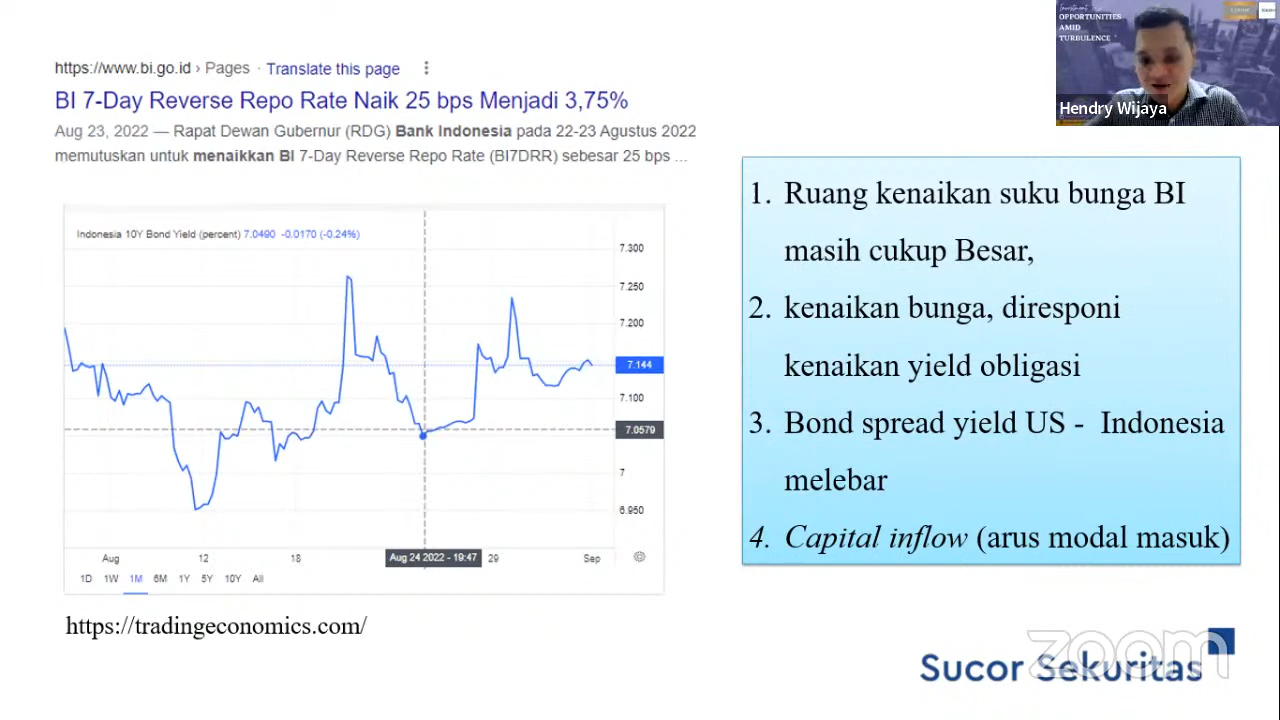 https://www.bi.go.id › Pages · Translate this page
BI 7-Day Reverse Repo Rate Naik 25 bps Menjadi 3,75%
Aug 23, 2022 — Rapat Dewan Gubernur (RDG) Bank Indonesia pada 22-23 Agustus 2022
memutuskan untuk menaikkan BI 7-Day Reverse Repo Rate (BI7DRR) sebesar 25 bps ...
Investment
OPPORTUNITIES
AMID
TURBULENCE
Hendry Wijaya
Indonesia 10Y Bond Yield (percent) 7.0490 -0.0170 (-0.24%)
7.300
7.250
7.200
7.144
7.100
7.0579
7
6.950
Aug 12 18 Aug 24 2022 - 19:47 29 Sep
1D 1W 1M 6M 1Y 5Y 10Y All
https://tradingeconomics.com/
1. Ruang kenaikan suku bunga BI
masih cukup Besar,
2. kenaikan bunga, diresponi
kenaikan yield obligasi
3. Bond spread yield US - Indonesia
melebar
4. Capital inflow (arus modal masuk)
zoom
Sucor Sekuritas